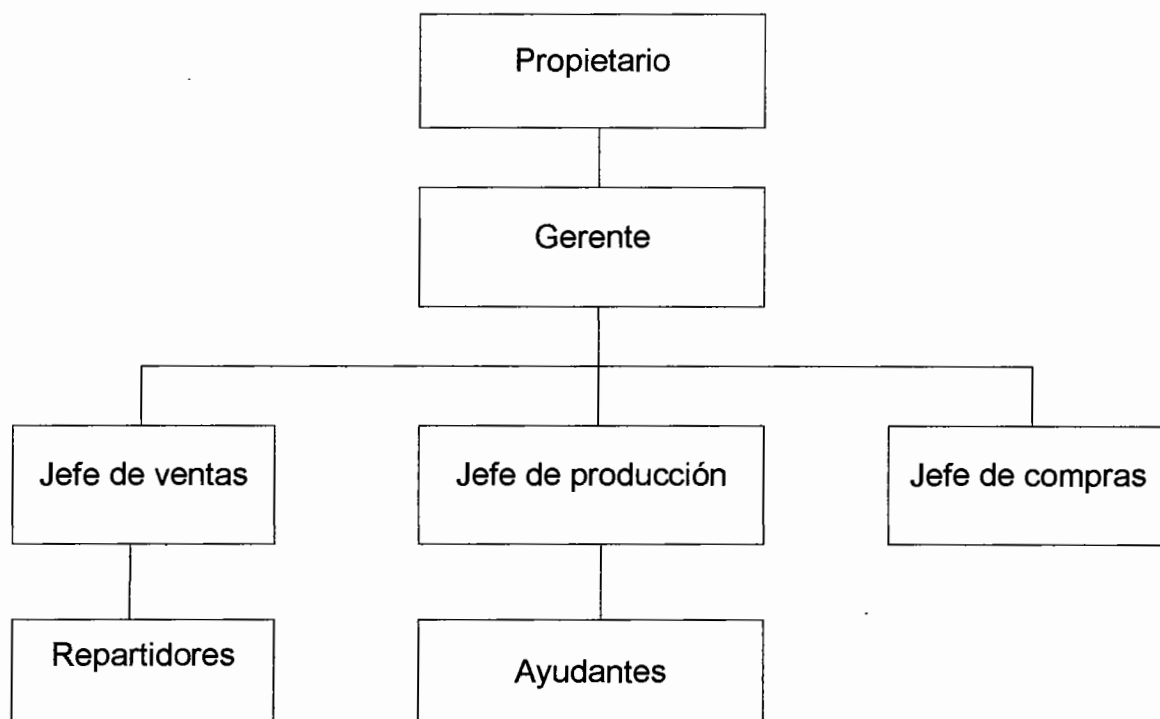 Propietario
Gerente
Jefe de ventas
Jefe de producción
Jefe de compras
Repartidores
Ayudantes